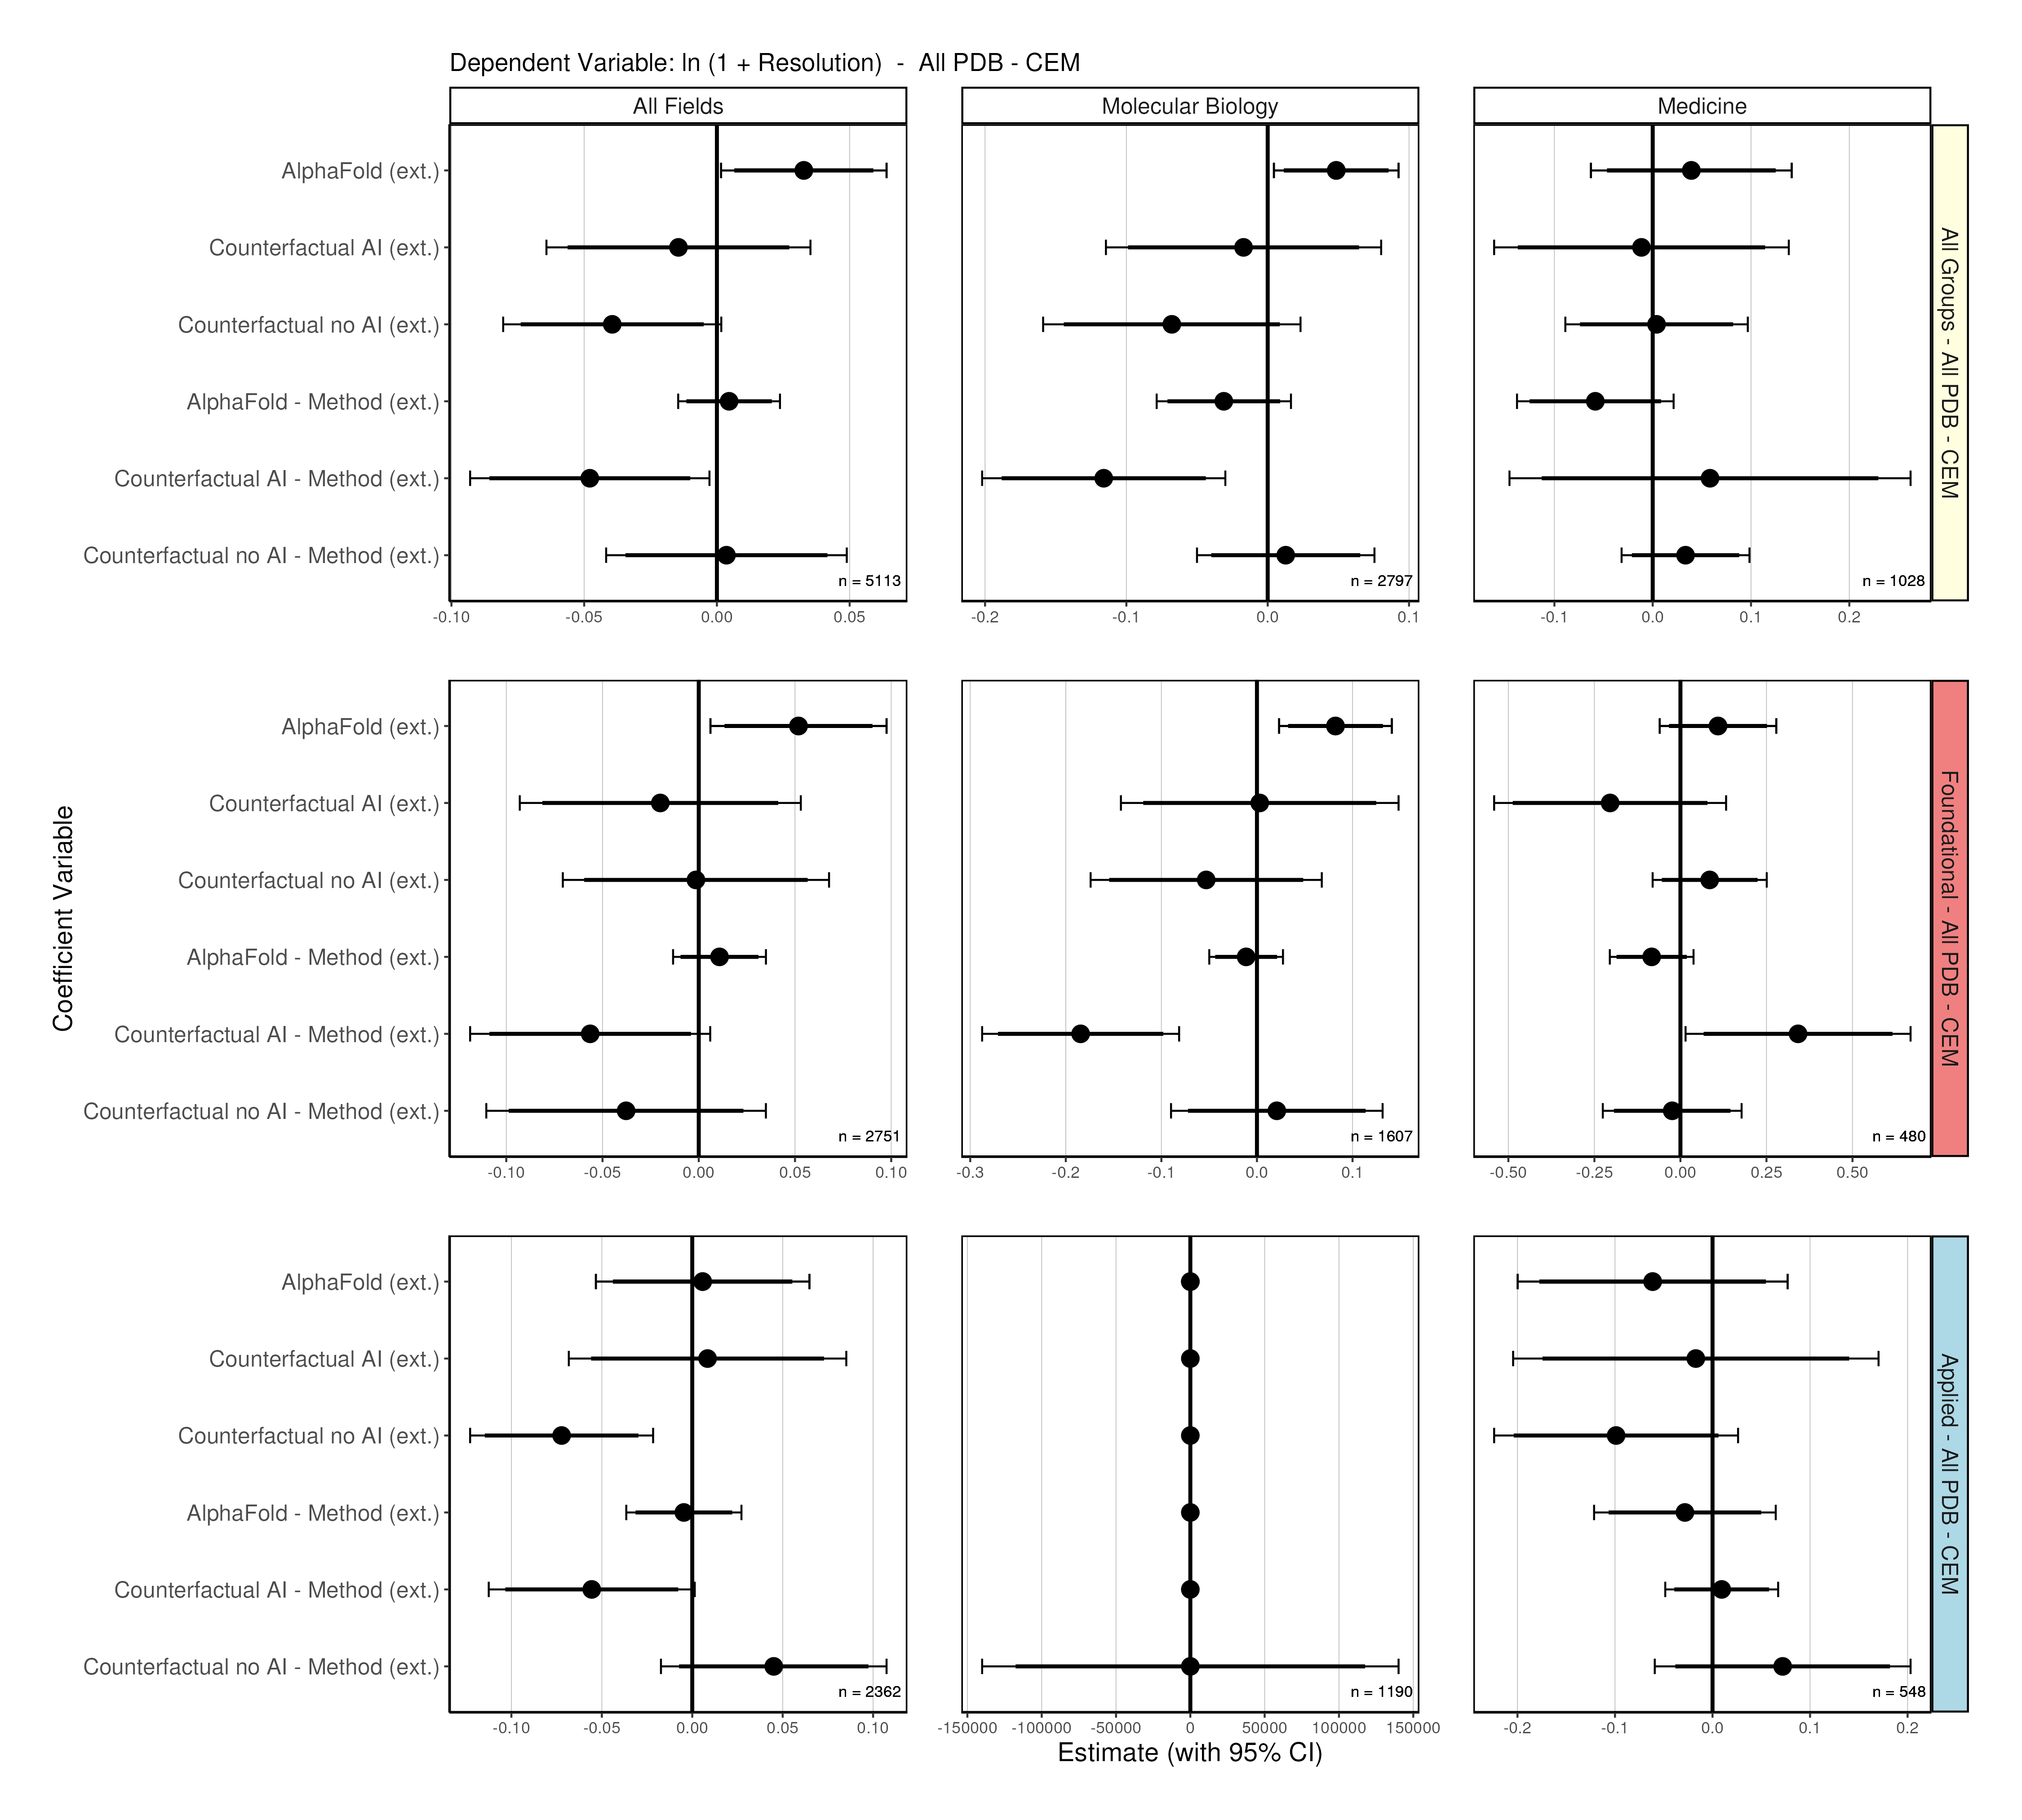 Dependent Variable: ln (1 + Resolution)  -  All PDB - CEM
All Fields
Molecular Biology
Medicine
Coefficient Variable
AlphaFold (ext.)
Counterfactual AI (ext.)
Counterfactual no AI (ext.)
AlphaFold - Method (ext.)
Counterfactual AI - Method (ext.)
Counterfactual no AI - Method (ext.)
n = 5113
n = 2797
n = 1028
All Groups - All PDB - CEM
-0.10 -0.05 0.00 0.05
-0.2 -0.1 0.0 0.1
-0.1 0.0 0.1 0.2
AlphaFold (ext.)
Counterfactual AI (ext.)
Counterfactual no AI (ext.)
AlphaFold - Method (ext.)
Counterfactual AI - Method (ext.)
Counterfactual no AI - Method (ext.)
n = 2751
n = 1607
n = 480
Foundational - All PDB - CEM
-0.10 -0.05 0.00 0.05 0.10
-0.3 -0.2 -0.1 0.0 0.1
-0.50 -0.25 0.00 0.25 0.50
AlphaFold (ext.)
Counterfactual AI (ext.)
Counterfactual no AI (ext.)
AlphaFold - Method (ext.)
Counterfactual AI - Method (ext.)
Counterfactual no AI - Method (ext.)
n = 2362
n = 1190
n = 548
Applied - All PDB - CEM
-0.10 -0.05 0.00 0.05 0.10
-150000 -100000 -50000 0 50000 100000 150000
-0.2 -0.1 0.0 0.1 0.2
Estimate (with 95% CI)